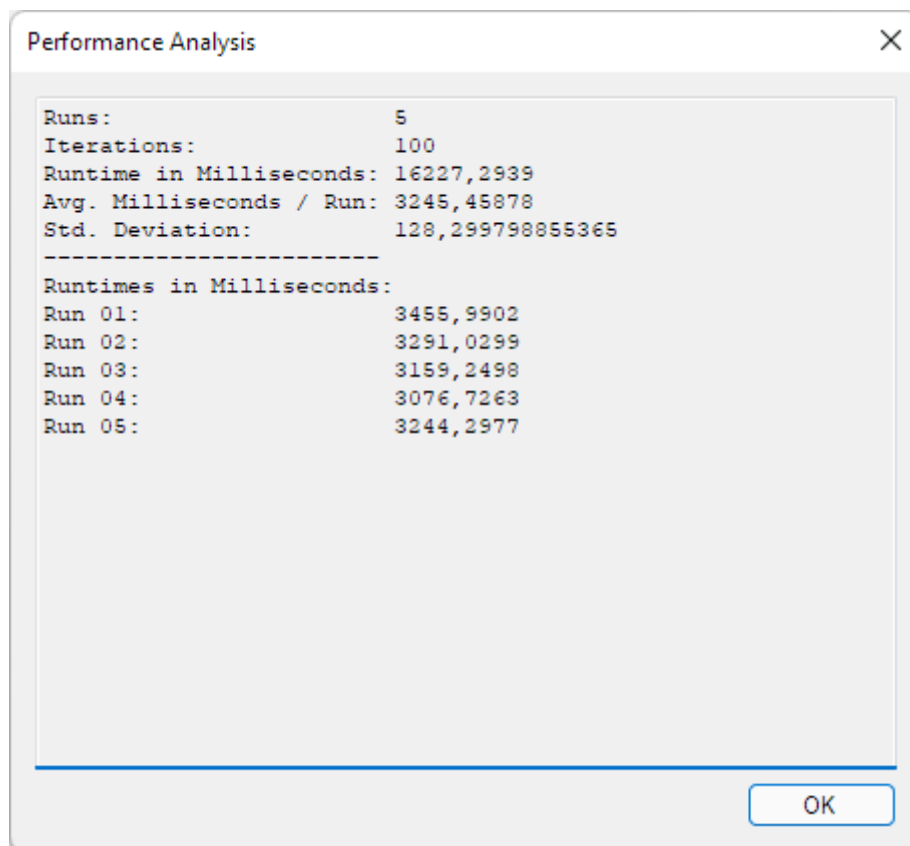 Performance Analysis
Runs: 5
Iterations: 100
Runtime in Milliseconds: 16227,2939
Avg. Milliseconds / Run: 3245,45878
Std. Deviation: 128,299798855365
------------------------
Runtimes in Milliseconds:
Run 01: 3455,9902
Run 02: 3291,0299
Run 03: 3159,2498
Run 04: 3076,7263
Run 05: 3244,2977
OK